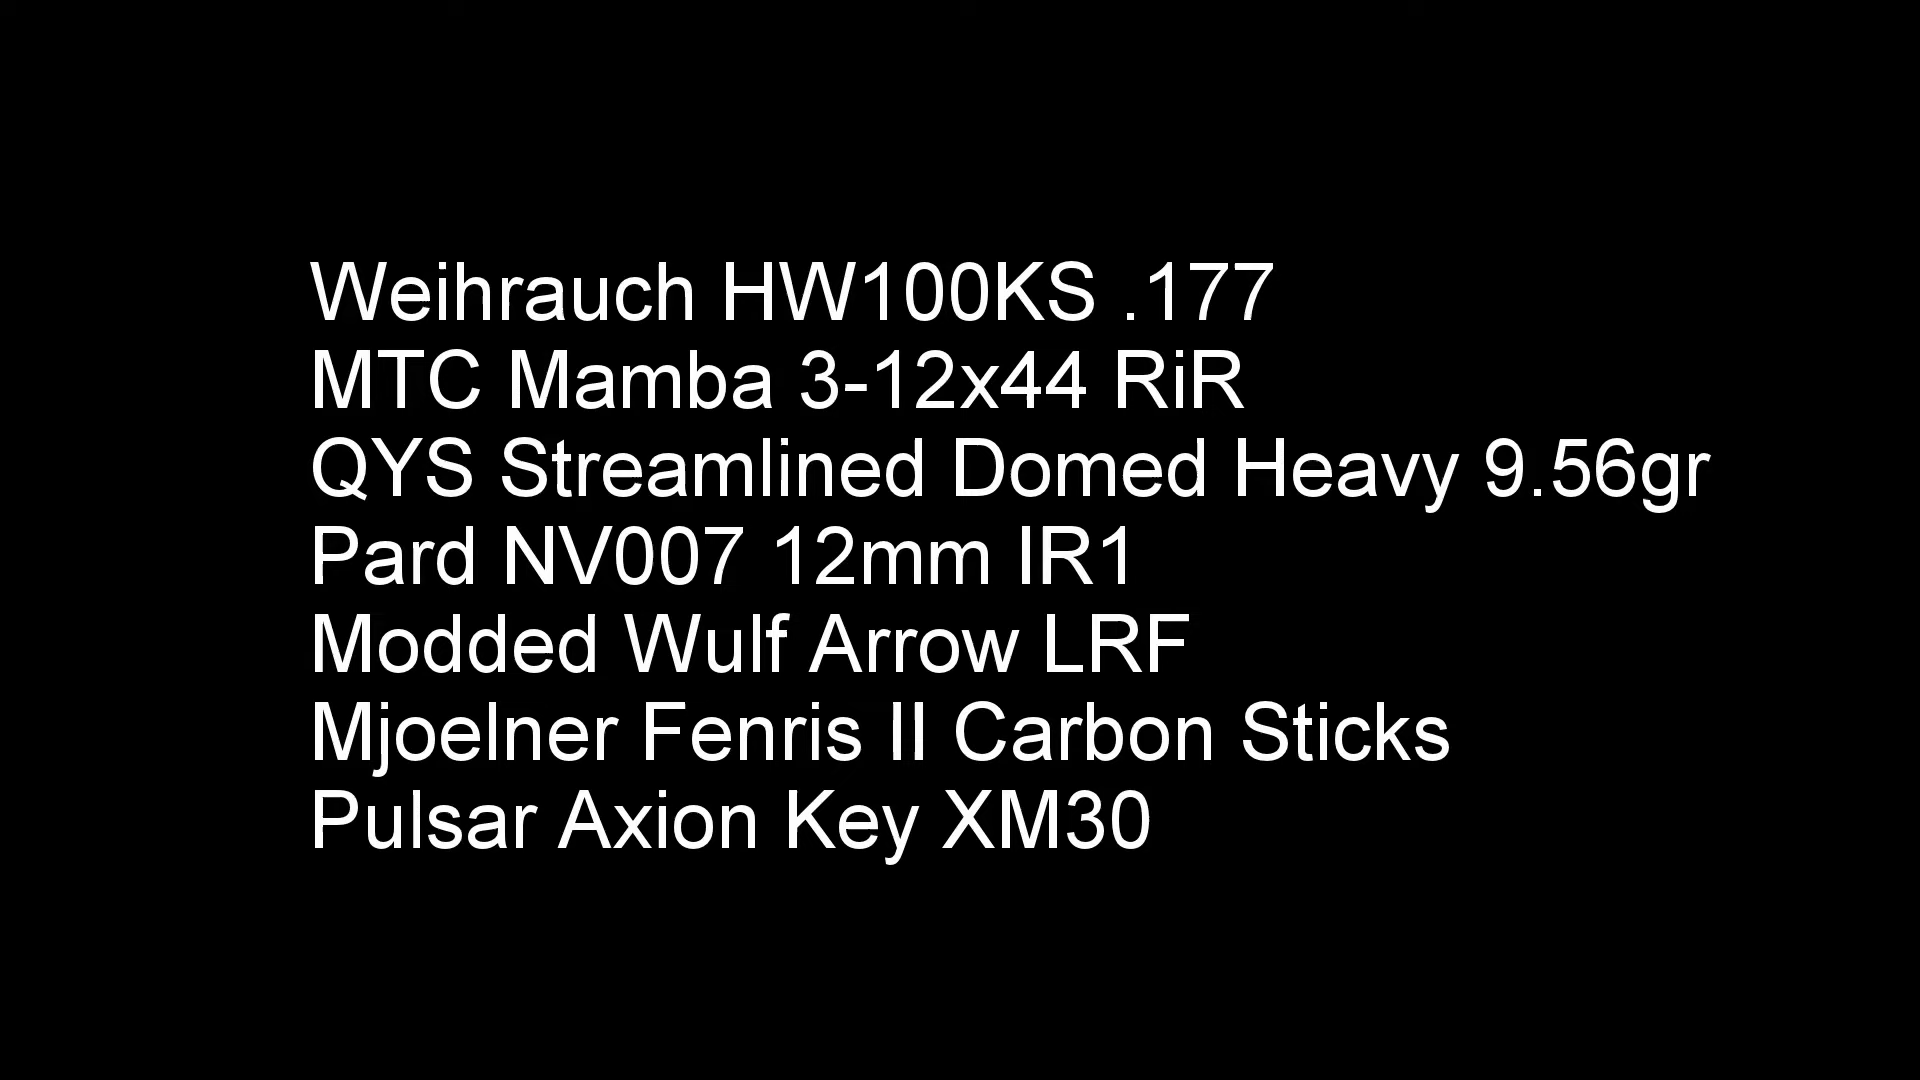 Weihrauch HW100KS .177
MTC Mamba 3-12x44 RiR
QYS Streamlined Domed Heavy 9.56gr
Pard NV007 12mm IR1
Modded Wulf Arrow LRF
Mjoelner Fenris II Carbon Sticks
Pulsar Axion Key XM30